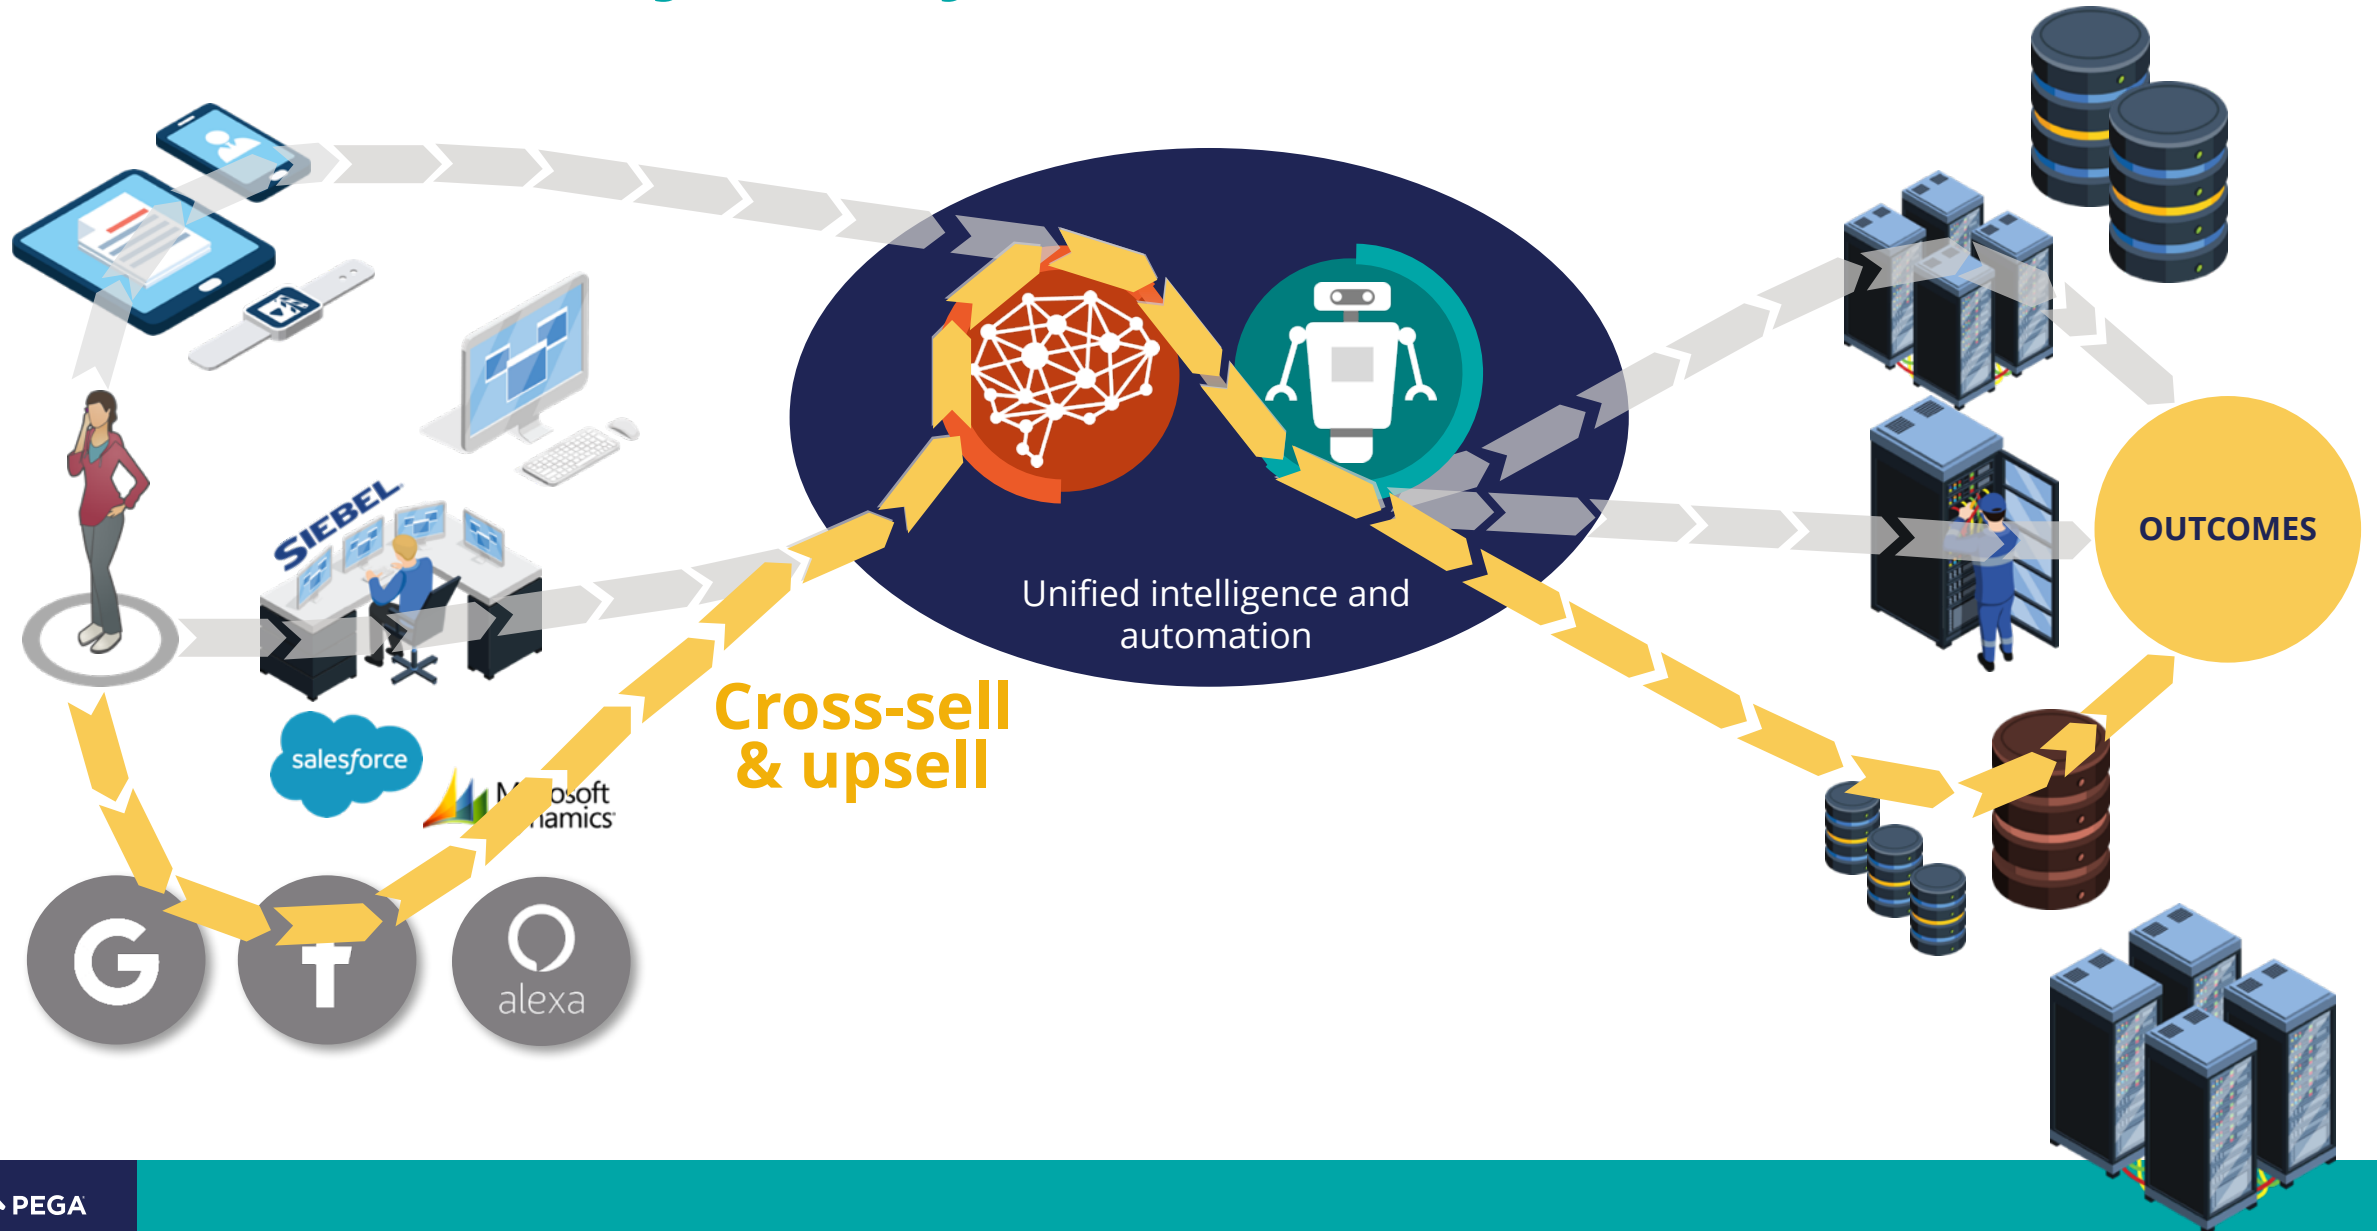 SIEBEL
OUTCOMES
Unified intelligence and
automation
Cross-sell
& upsell
salesforce
G
T
alexa
PEGA